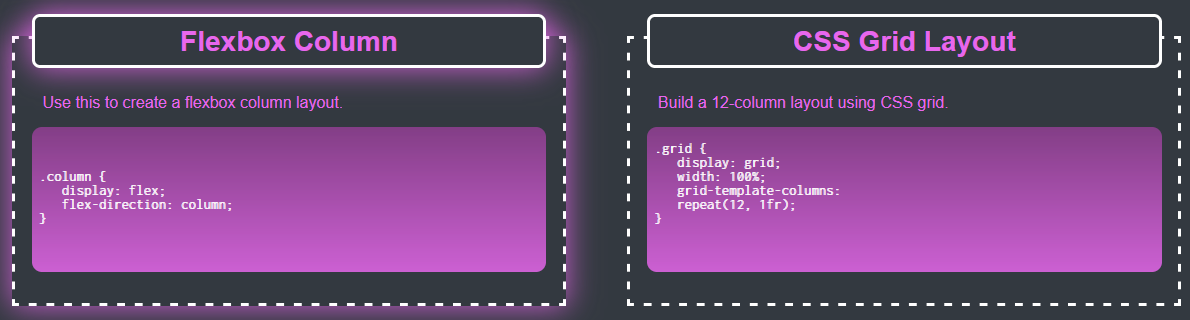 Flexbox Column
Use this to create a flexbox column layout.
.column {
   display: flex;
   flex-direction: column;
}
CSS Grid Layout
Build a 12-column layout using CSS grid.
.grid {
   display: grid;
   width: 100%;
   grid-template-columns:
   repeat(12, 1fr);
}